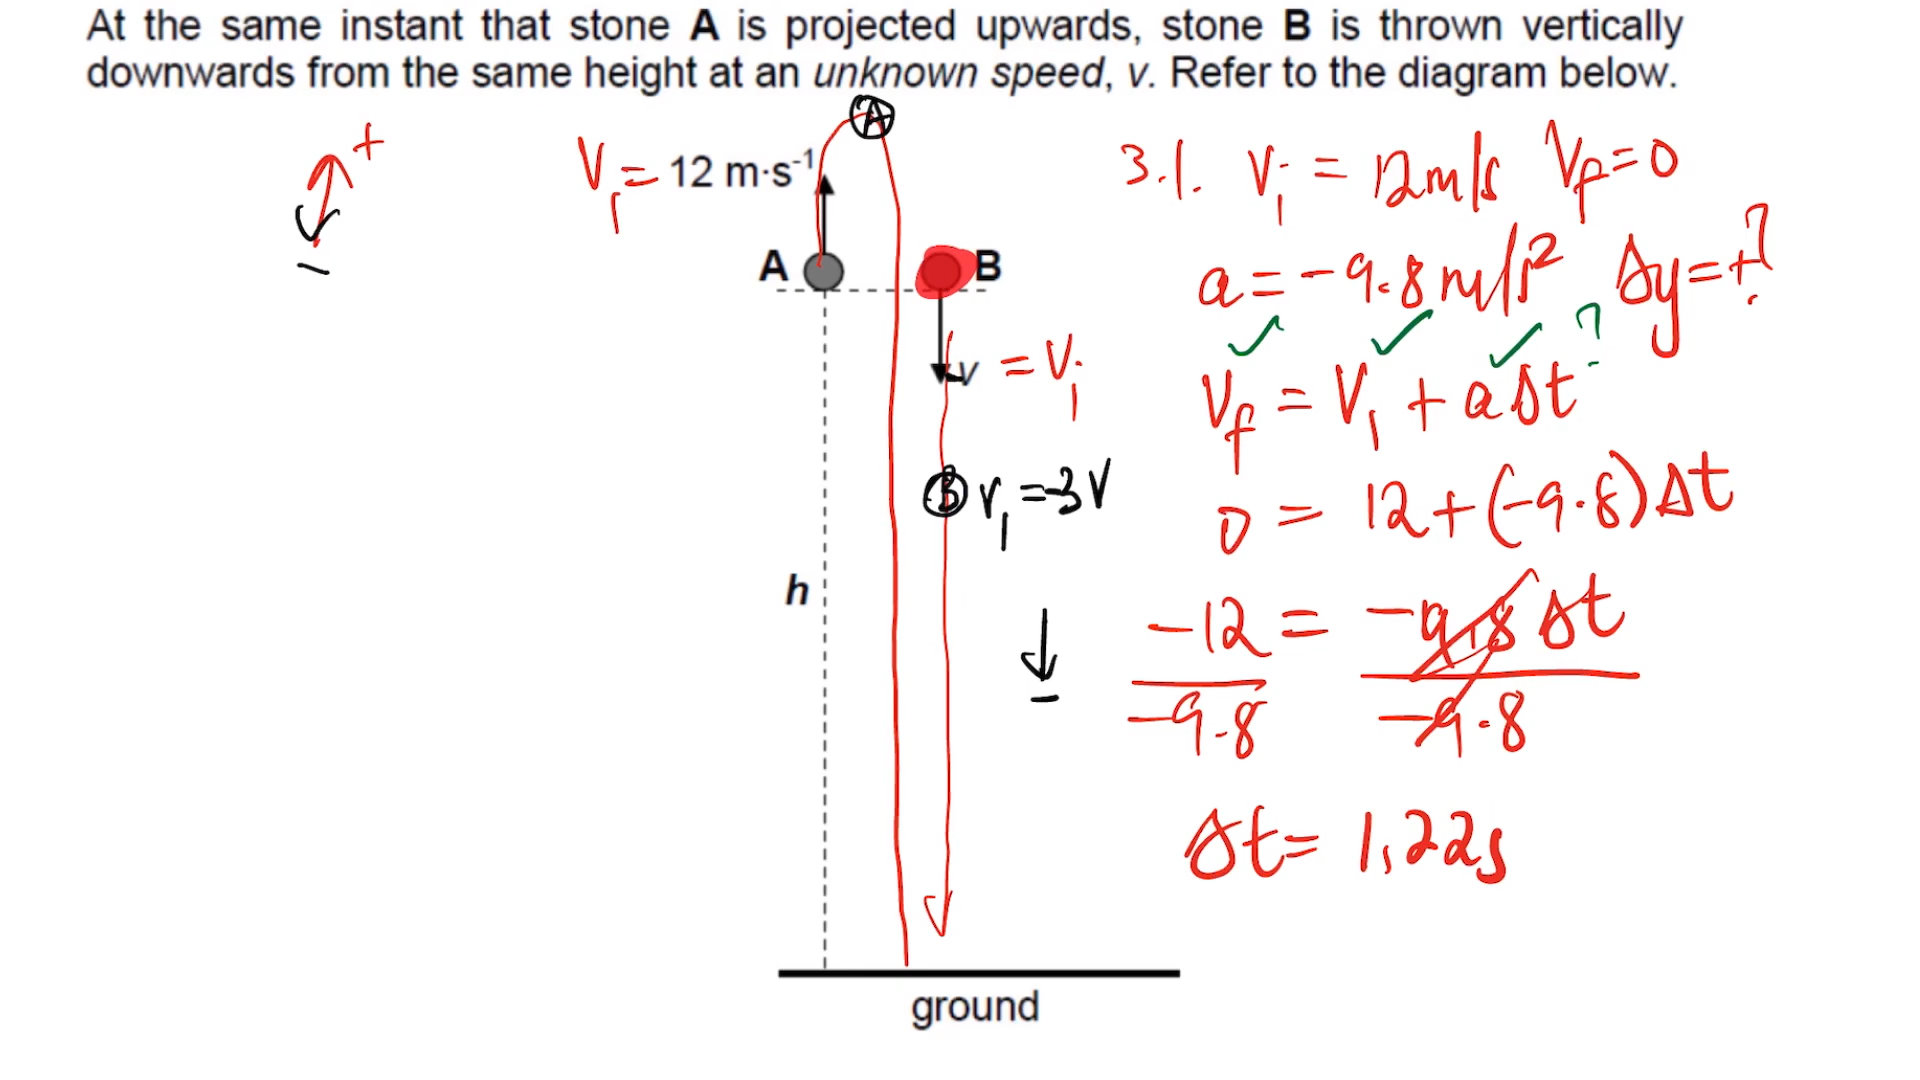 At the same instant that stone A is projected upwards, stone B is thrown vertically
downwards from the same height at an unknown speed, v. Refer to the diagram below.
+
−
Vi = 12 m·s⁻¹
A
A
B
v = Vi
B Vi = 3V
h
−
ground
3.1. Vi = 12m/s Vf=0
a = -9.8m/s² Δy=+?
✓ ✓ ✓ ?
Vf = Vi + aΔt
0 = 12+(-9.8)Δt
-12 = -9.8Δt
-9.8 -9.8
Δt= 1,22s